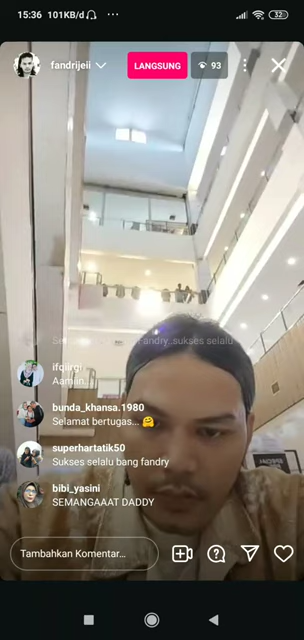 15:36 101KB/d ...
32
fandrijeii
LANGSUNG
93
Fandry..sukses selalu
ifqiirgi
Aamiin..
bunda_khansa.1980
Selamat bertugas... 🤗
superhartatik50
Sukses selalu bang fandry
bibi_yasini
SEMANGAAAT DADDY
Tambahkan Komentar...